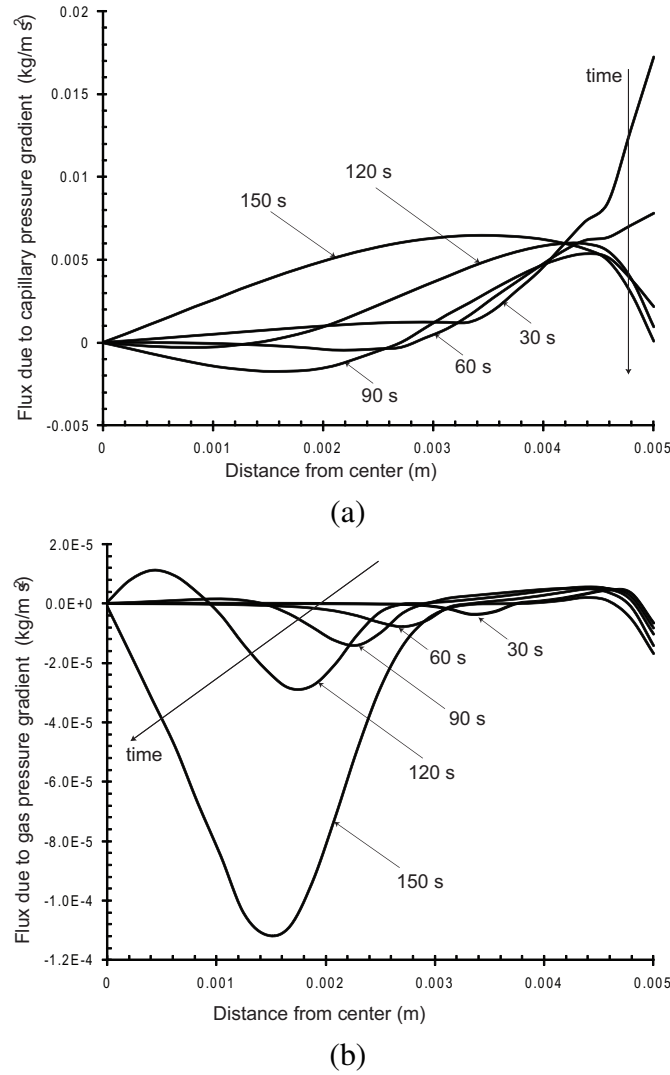 Flux due to capillary pressure gradient (kg/m s²)
0.02
0.015
0.01
0.005
0
-0.005
time
120 s
150 s
30 s
60 s
90 s
0 0.001 0.002 0.003 0.004 0.005
Distance from center (m)
(a)
Flux due to gas pressure gradient (kg/m s²)
2.0E-5
0.0E+0
-2.0E-5
-4.0E-5
-6.0E-5
-8.0E-5
-1.0E-4
-1.2E-4
60 s
30 s
90 s
time
120 s
150 s
0 0.001 0.002 0.003 0.004 0.005
Distance from center (m)
(b)